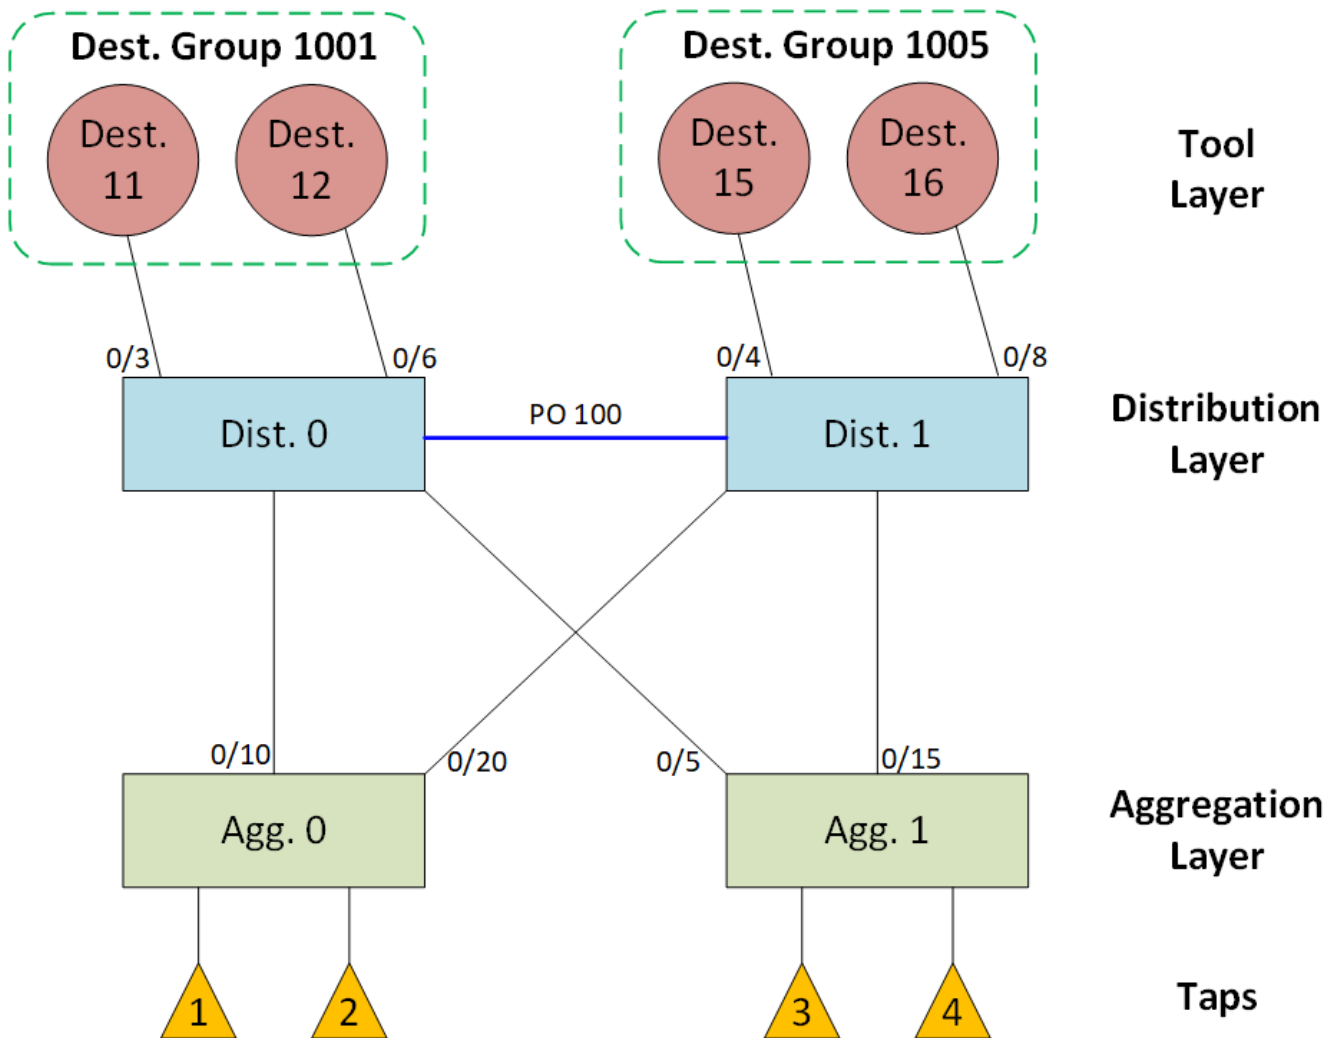 Dest. Group 1001
Dest. Group 1005
Dest.
11
Dest.
12
Dest.
15
Dest.
16
Tool
Layer
0/3
0/6
0/4
0/8
Dist. 0
PO 100
Dist. 1
Distribution
Layer
0/10
0/20
0/5
0/15
Agg. 0
Agg. 1
Aggregation
Layer
1
2
3
4
Taps